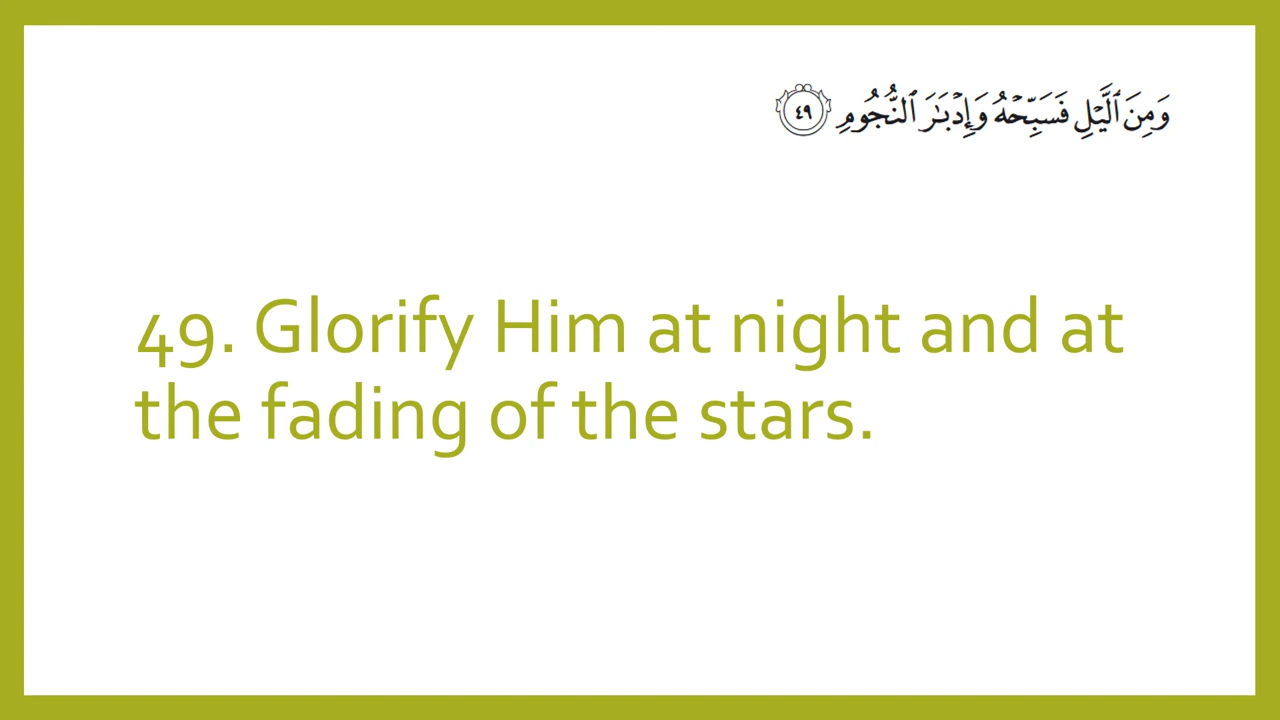 وَمِنَ ٱلَّيۡلِ فَسَبِّحۡهُ وَإِدۡبَٰرَ ٱلنُّجُومِ ٤٩
49. Glorify Him at night and at
the fading of the stars.